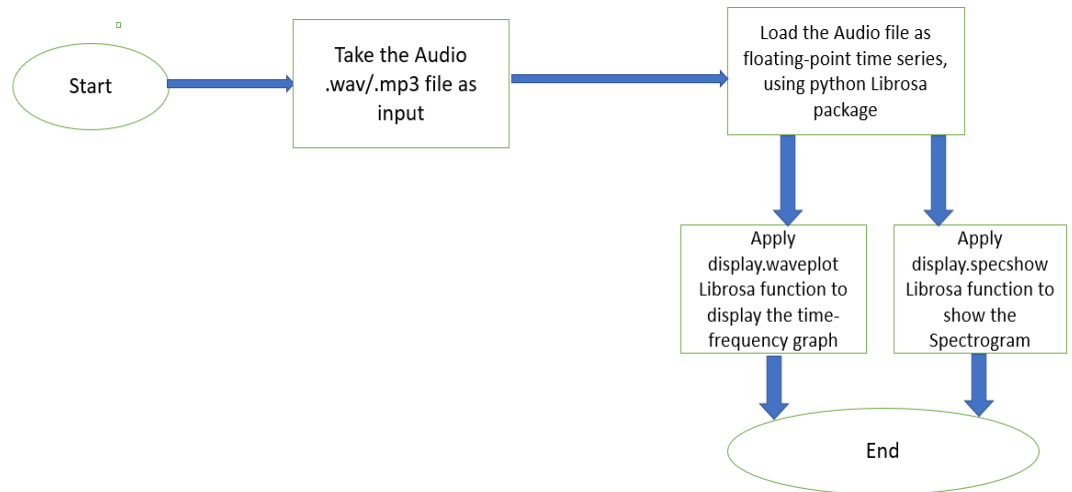 Start
Take the Audio
.wav/.mp3 file as
input
Load the Audio file as
floating-point time series,
using python Librosa
package
Apply
display.waveplot
Librosa function to
display the time-
frequency graph
Apply
display.specshow
Librosa function to
show the
Spectrogram
End